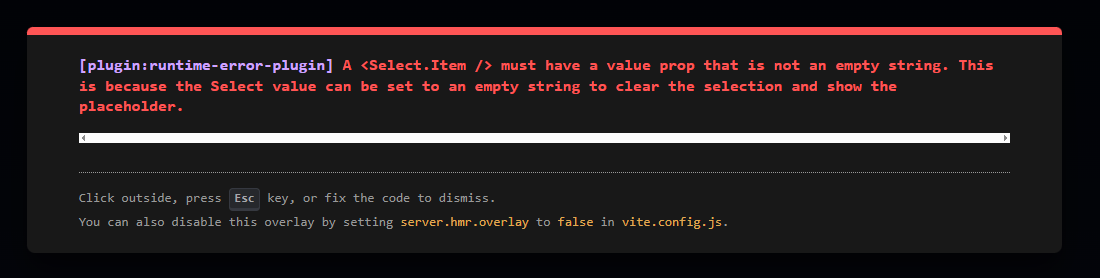 [plugin:runtime-error-plugin] A <Select.Item /> must have a value prop that is not an empty string. This
is because the Select value can be set to an empty string to clear the selection and show the
placeholder.
Click outside, press Esc key, or fix the code to dismiss.
You can also disable this overlay by setting server.hmr.overlay to false in vite.config.js.